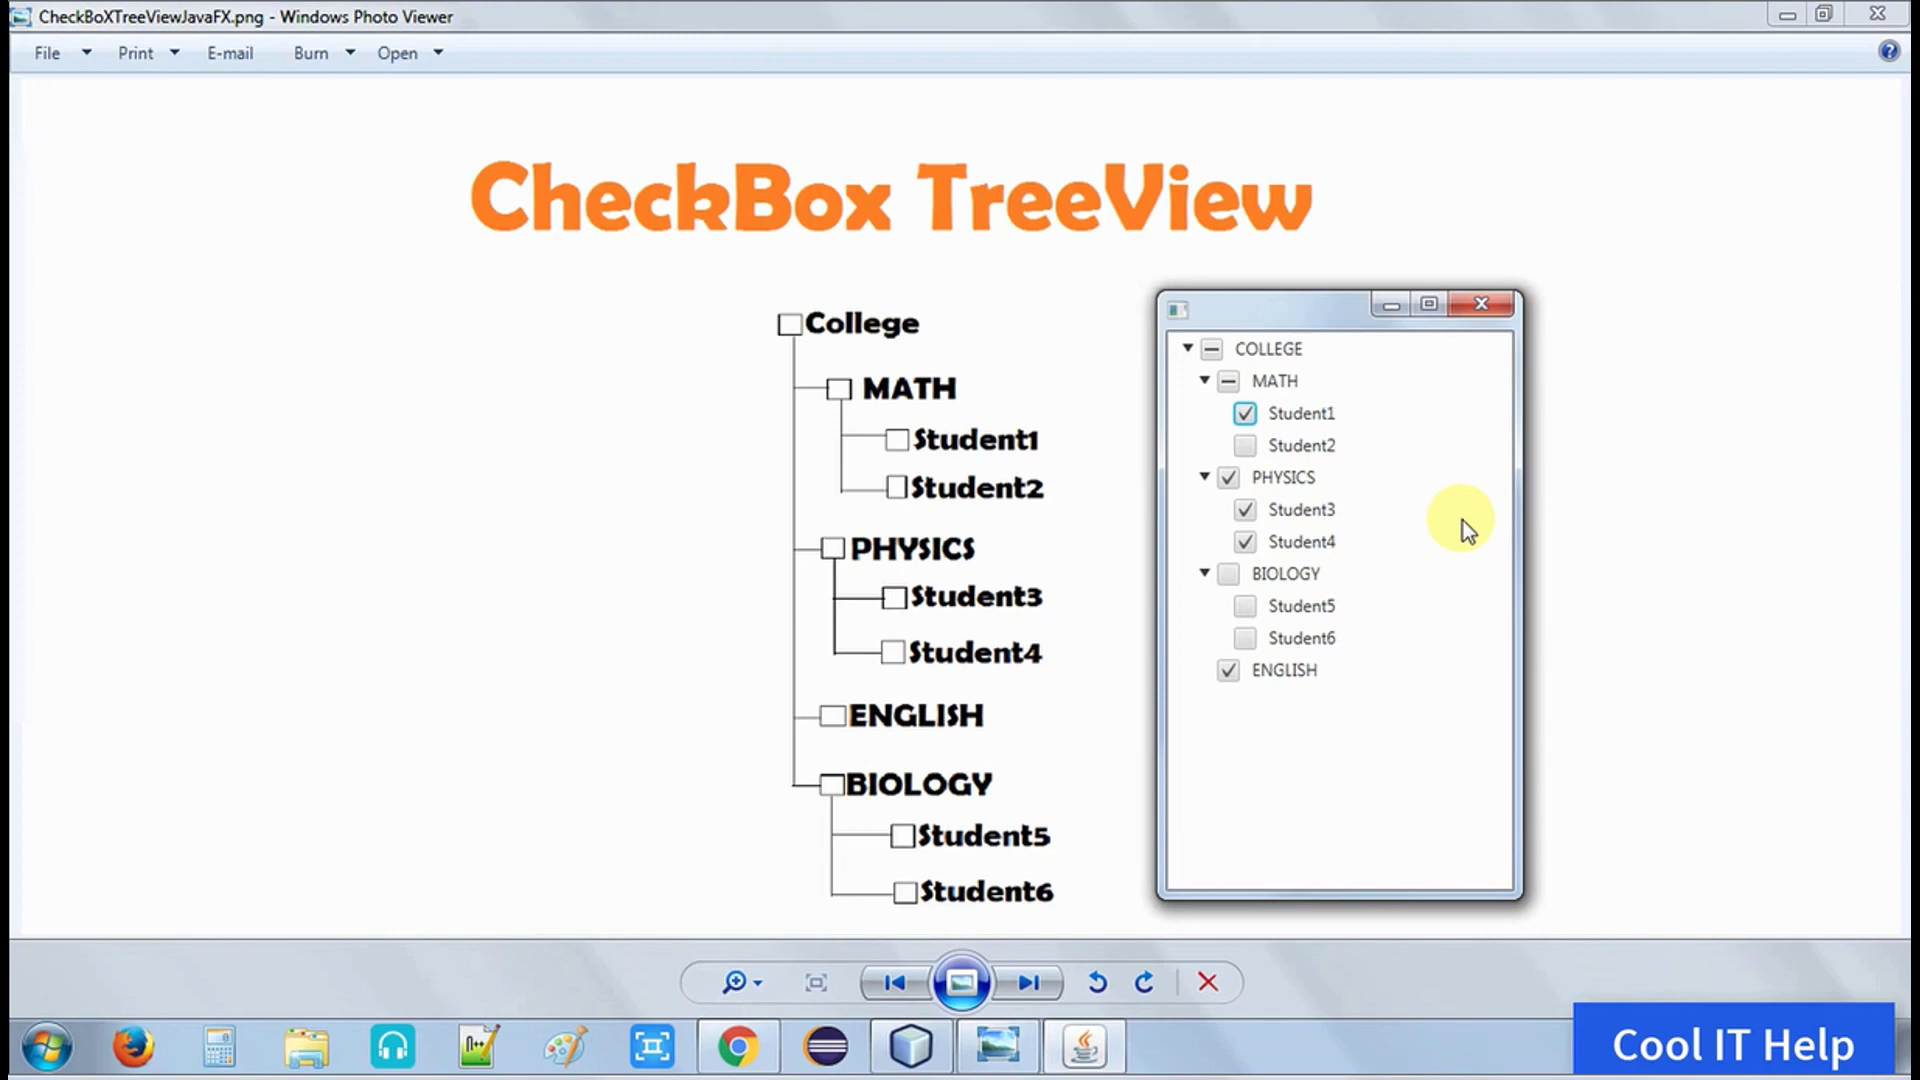 CheckBoXTreeViewJavaFX.png - Windows Photo Viewer
File Print E-mail Burn Open
CheckBox TreeView
College
MATH
Student1
Student2
PHYSICS
Student3
Student4
ENGLISH
BIOLOGY
Student5
Student6
COLLEGE
MATH
Student1
Student2
PHYSICS
Student3
Student4
BIOLOGY
Student5
Student6
ENGLISH
Cool IT Help